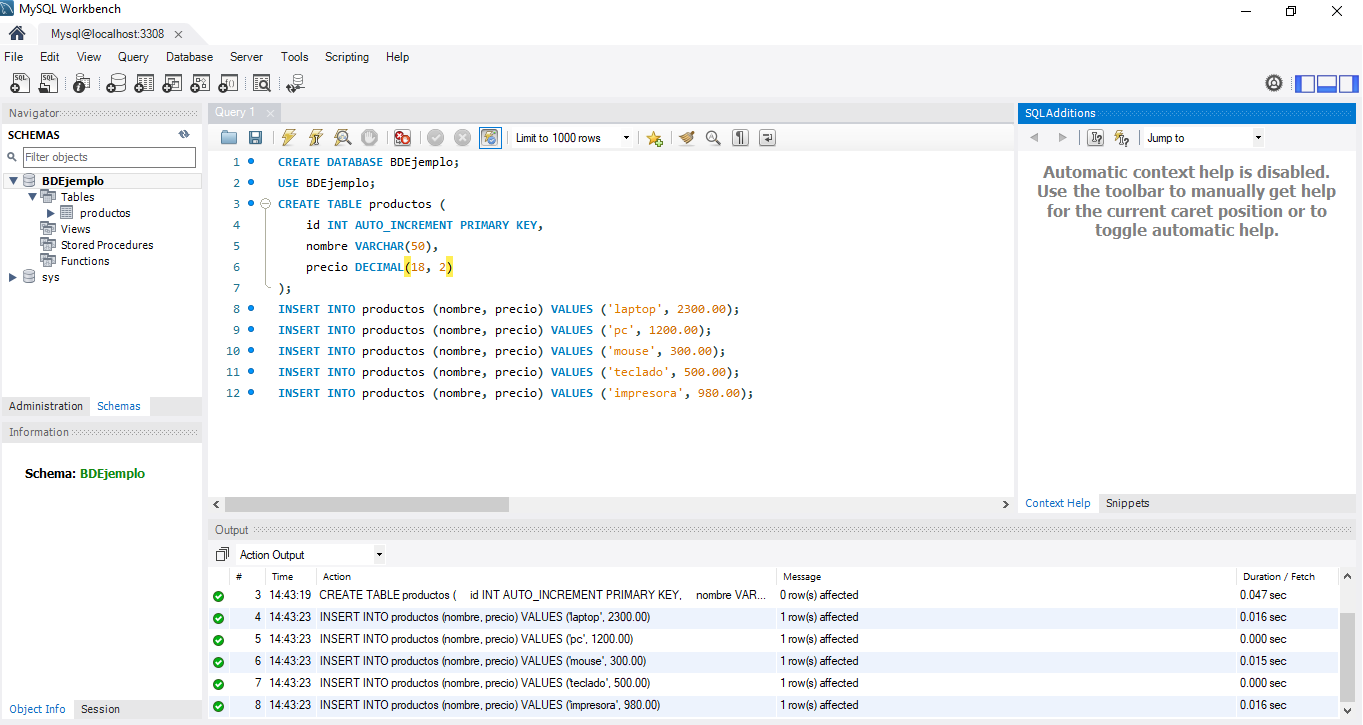 MySQL Workbench
Mysql@localhost:3308
File Edit View Query Database Server Tools Scripting Help
Navigator
SCHEMAS
Filter objects
BDEjemplo
Tables
productos
Views
Stored Procedures
Functions
sys
Administration Schemas
Information
Schema: BDEjemplo
Object Info Session
Query 1
Limit to 1000 rows
1 CREATE DATABASE BDEjemplo;
2 USE BDEjemplo;
3 CREATE TABLE productos (
4 id INT AUTO_INCREMENT PRIMARY KEY,
5 nombre VARCHAR(50),
6 precio DECIMAL(18, 2)
7 );
8 INSERT INTO productos (nombre, precio) VALUES ('laptop', 2300.00);
9 INSERT INTO productos (nombre, precio) VALUES ('pc', 1200.00);
10 INSERT INTO productos (nombre, precio) VALUES ('mouse', 300.00);
11 INSERT INTO productos (nombre, precio) VALUES ('teclado', 500.00);
12 INSERT INTO productos (nombre, precio) VALUES ('impresora', 980.00);
SQLAdditions
Jump to
Automatic context help is disabled.
Use the toolbar to manually get help
for the current caret position or to
toggle automatic help.
Context Help Snippets
Output
Action Output
# Time Action Message Duration / Fetch
3 14:43:19 CREATE TABLE productos ( id INT AUTO_INCREMENT PRIMARY KEY, nombre VAR... 0 row(s) affected 0.047 sec
4 14:43:23 INSERT INTO productos (nombre, precio) VALUES ('laptop', 2300.00) 1 row(s) affected 0.016 sec
5 14:43:23 INSERT INTO productos (nombre, precio) VALUES ('pc', 1200.00) 1 row(s) affected 0.000 sec
6 14:43:23 INSERT INTO productos (nombre, precio) VALUES ('mouse', 300.00) 1 row(s) affected 0.015 sec
7 14:43:23 INSERT INTO productos (nombre, precio) VALUES ('teclado', 500.00) 1 row(s) affected 0.000 sec
8 14:43:23 INSERT INTO productos (nombre, precio) VALUES ('impresora', 980.00) 1 row(s) affected 0.016 sec